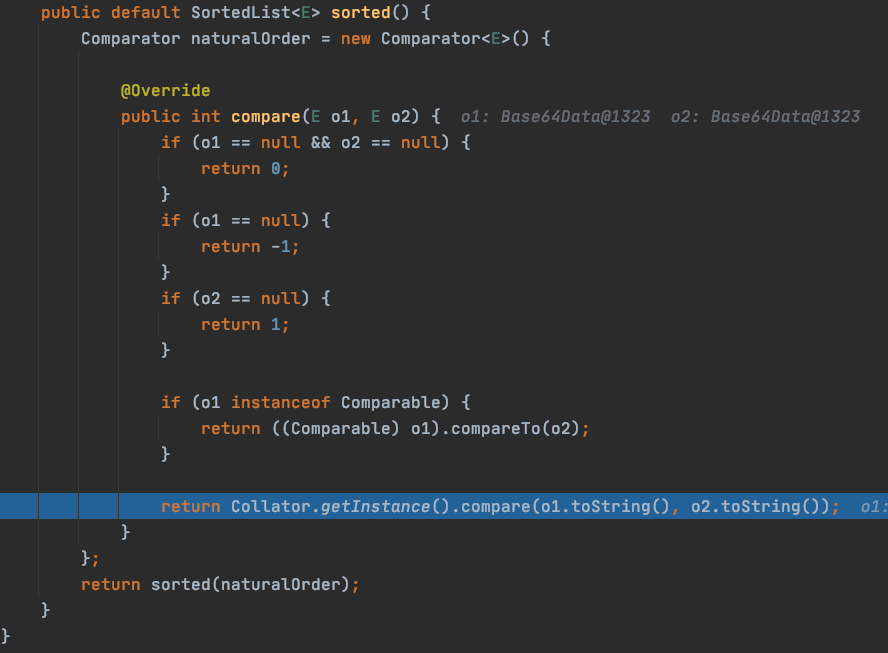 public default SortedList<E> sorted() {
Comparator naturalOrder = new Comparator<E>() {
@Override
public int compare(E o1, E o2) { o1: Base64Data@1323 o2: Base64Data@1323
if (o1 == null && o2 == null) {
return 0;
}
if (o1 == null) {
return -1;
}
if (o2 == null) {
return 1;
}
if (o1 instanceof Comparable) {
return ((Comparable) o1).compareTo(o2);
}
return Collator.getInstance().compare(o1.toString(), o2.toString()); o1:
}
};
return sorted(naturalOrder);
}
}